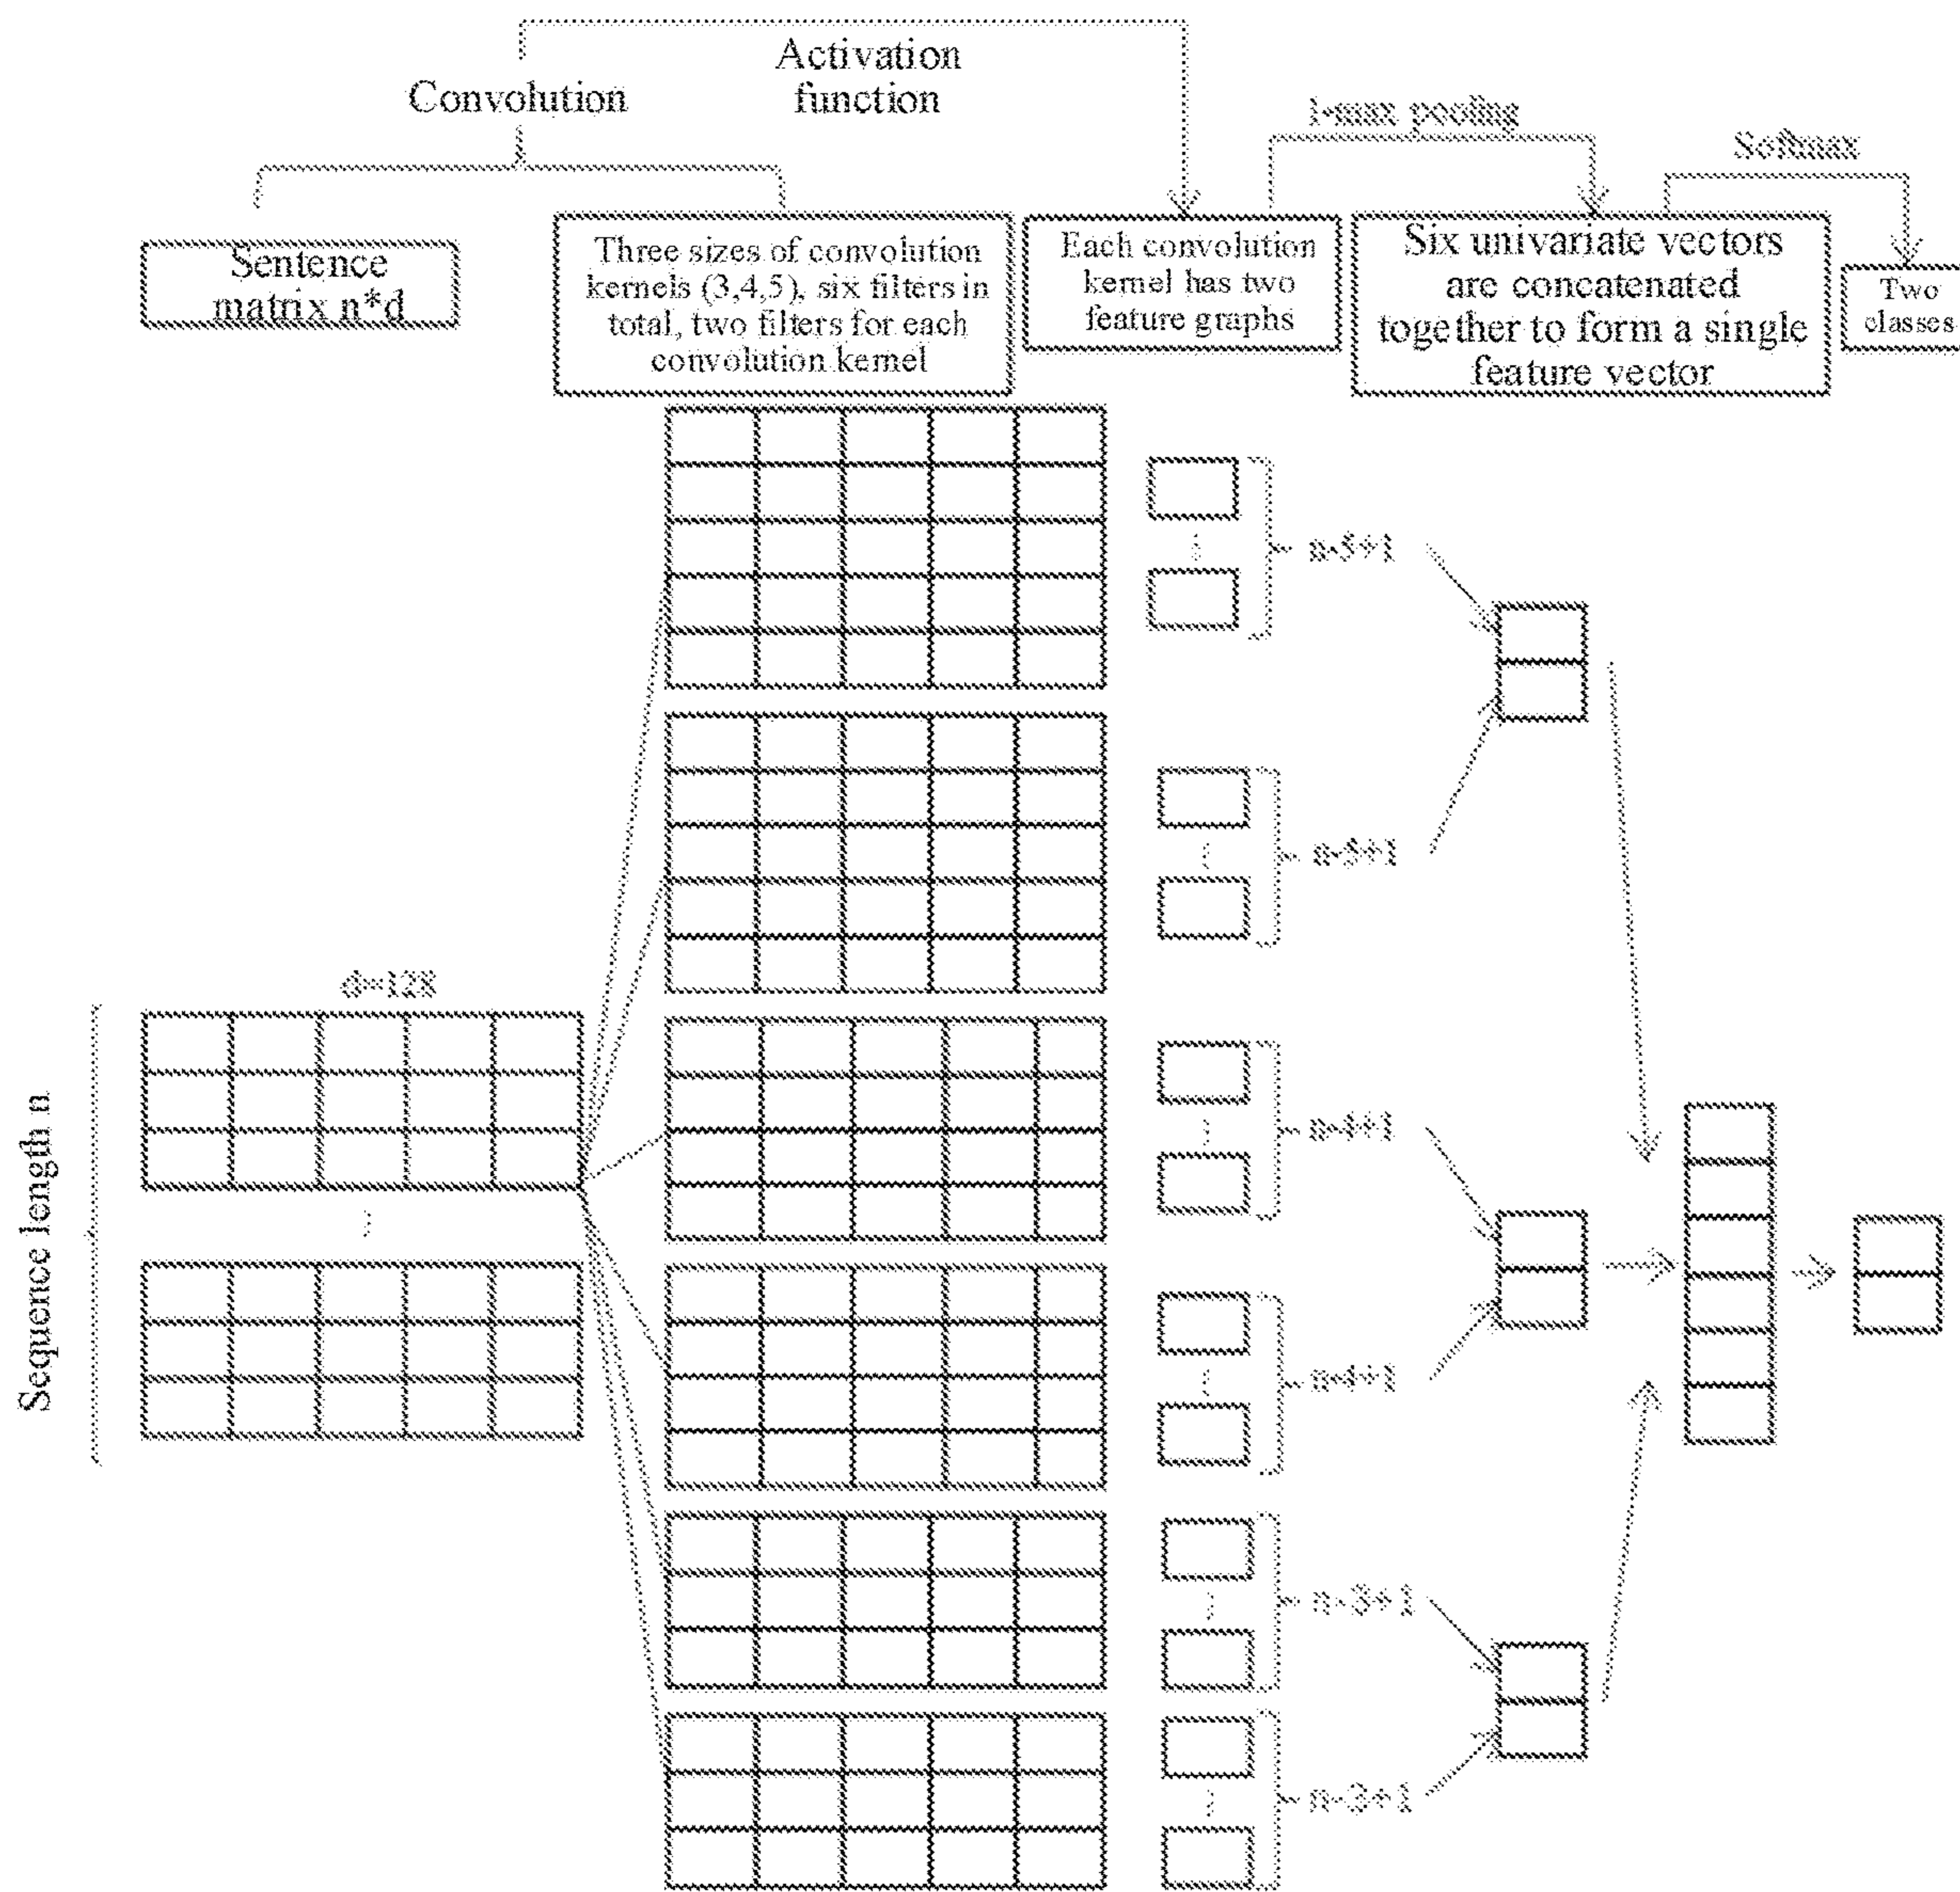 Activation
function
Convolution
1-max pooling
Softmax
Sentence
matrix n*d
Three sizes of convolution
kernels (3,4,5), six filters in
total, two filters for each
convolution kernel
Each convolution
kernel has two
feature graphs
Six univariate vectors
are concatenated
together to form a single
feature vector
Two
classes
n-5+1
n-5+1
d=128
Sequence length n
n-4+1
n-4+1
n-3+1
n-3+1